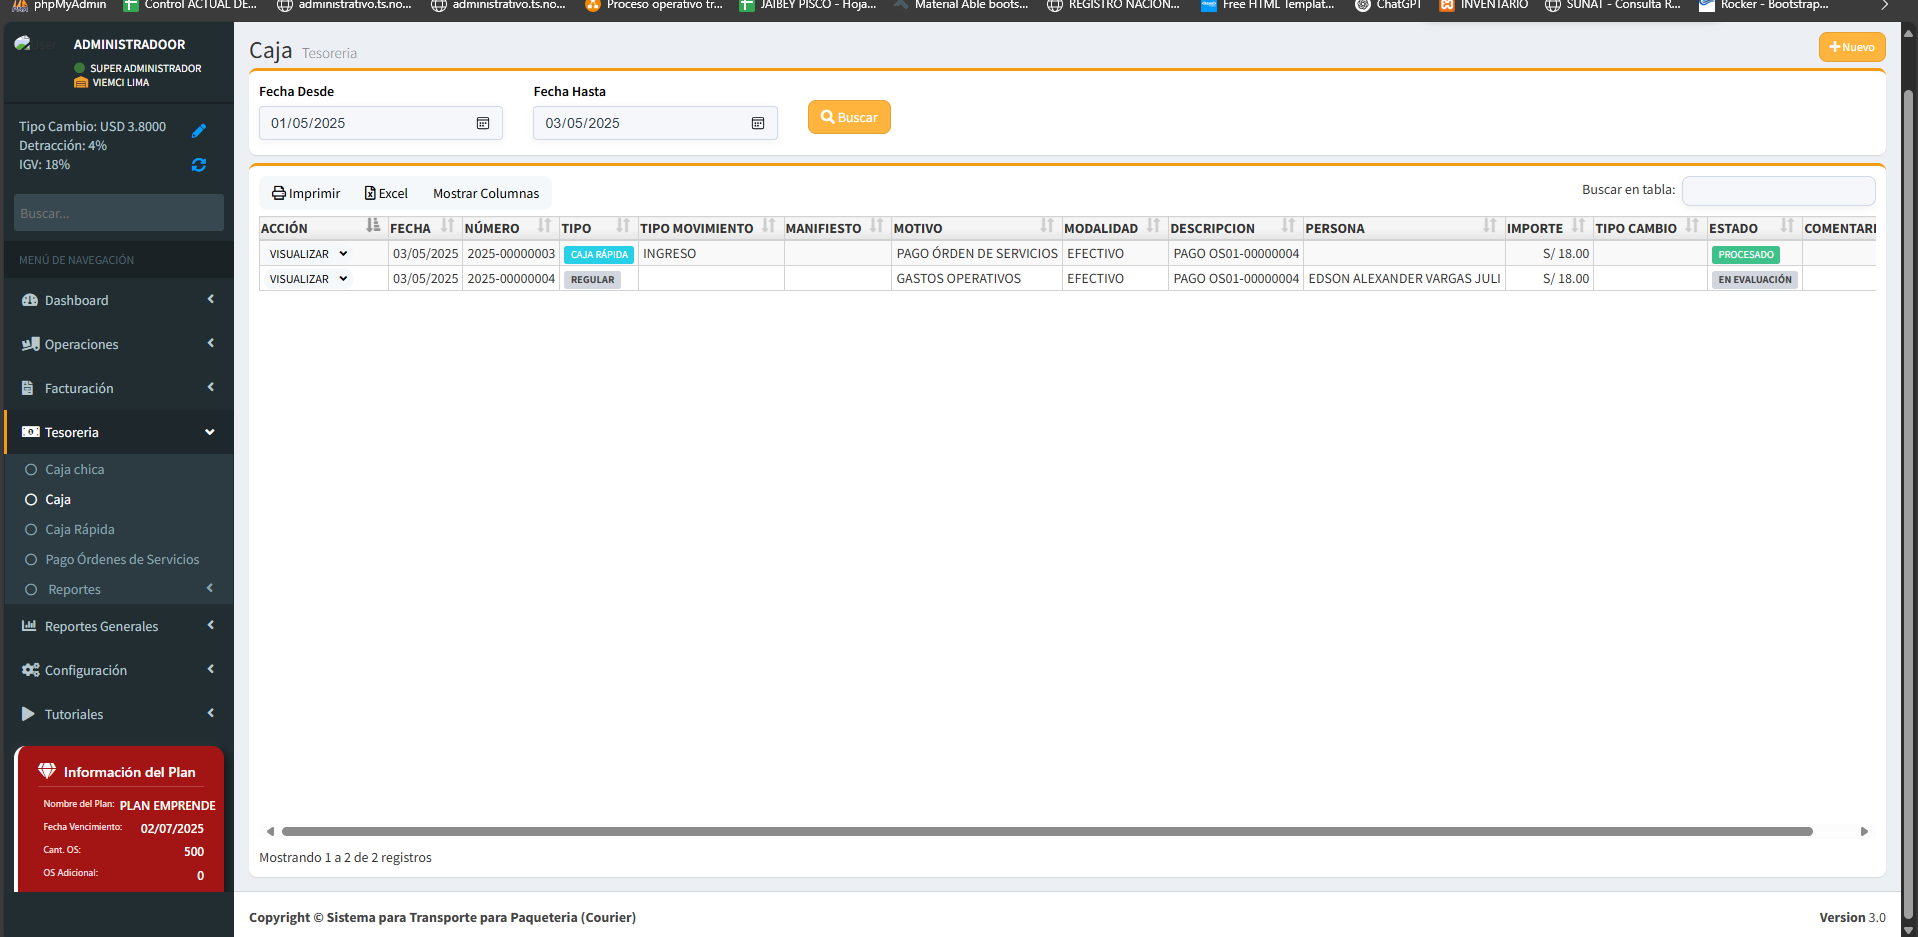 phpMyAdmin
Control ACTUAL DE...
administrativo.ts.no...
administrativo.ts.no...
Proceso operativo tr...
JAIBEY PISCO - Hoja...
Material Able boots...
REGISTRO NACION...
Free HTML Templat...
ChatGPT
INVENTARIO
SUNAT - Consulta R...
Rocker - Bootstrap...
ADMINISTRADOOR
SUPER ADMINISTRADOR
VIEMCI LIMA
Tipo Cambio: USD 3.8000
Detracción: 4%
IGV: 18%
Buscar...
MENÚ DE NAVEGACIÓN
Dashboard
Operaciones
Facturación
Tesoreria
Caja chica
Caja
Caja Rápida
Pago Órdenes de Servicios
Reportes
Reportes Generales
Configuración
Tutoriales
Información del Plan
Nombre del Plan: PLAN EMPRENDE
Fecha Vencimiento: 02/07/2025
Cant. OS: 500
OS Adicional: 0
Caja Tesoreria
Nuevo
Fecha Desde
01/05/2025
Fecha Hasta
03/05/2025
Buscar
Imprimir Excel Mostrar Columnas
Buscar en tabla:
ACCIÓN FECHA NÚMERO TIPO TIPO MOVIMIENTO MANIFIESTO MOTIVO MODALIDAD DESCRIPCION PERSONA IMPORTE TIPO CAMBIO ESTADO COMENTARI
VISUALIZAR 03/05/2025 2025-00000003 CAJA RÁPIDA INGRESO PAGO ÓRDEN DE SERVICIOS EFECTIVO PAGO OS01-00000004 S/ 18.00 PROCESADO
VISUALIZAR 03/05/2025 2025-00000004 REGULAR GASTOS OPERATIVOS EFECTIVO PAGO OS01-00000004 EDSON ALEXANDER VARGAS JULI S/ 18.00 EN EVALUACIÓN
Mostrando 1 a 2 de 2 registros
Copyright © Sistema para Transporte para Paqueteria (Courier)
Version 3.0